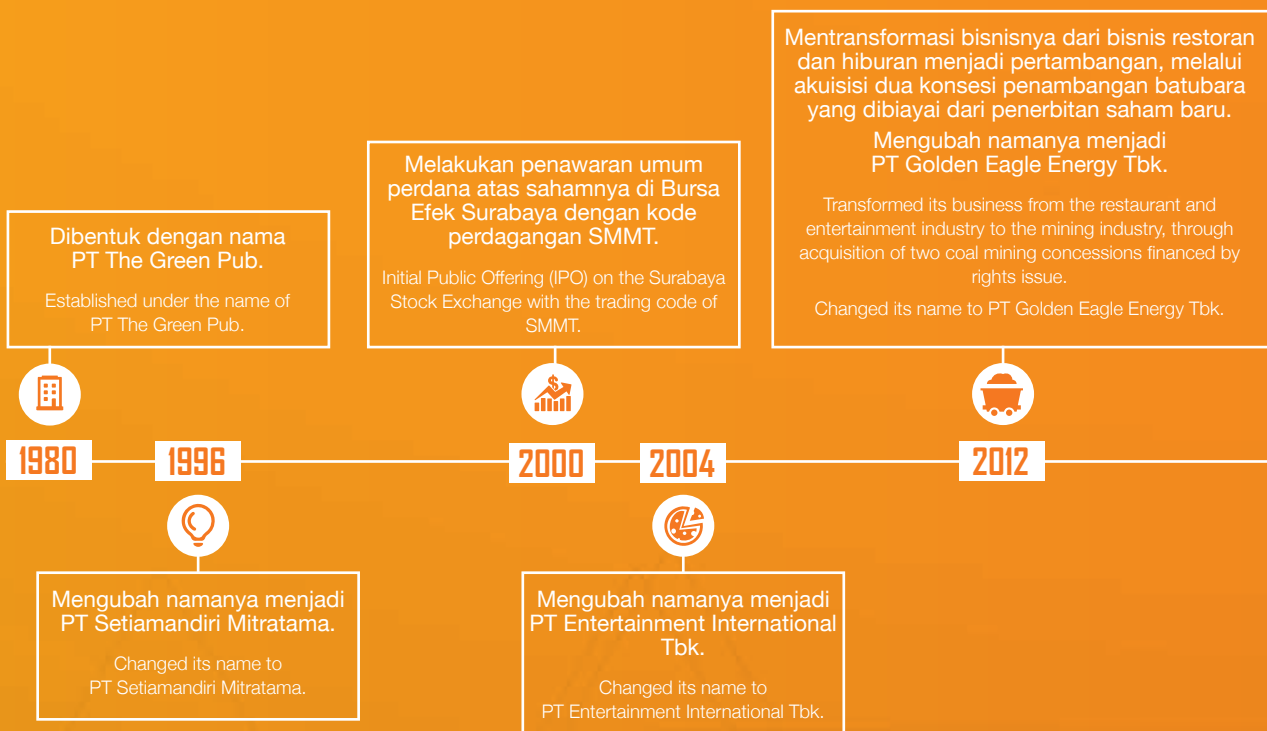 Dibentuk dengan nama
PT The Green Pub.
Established under the name of
PT The Green Pub.
1980
1996
Mengubah namanya menjadi
PT Setiamandiri Mitratama.
Changed its name to
PT Setiamandiri Mitratama.
Melakukan penawaran umum
perdana atas sahamnya di Bursa
Efek Surabaya dengan kode
perdagangan SMMT.
Initial Public Offering (IPO) on the Surabaya
Stock Exchange with the trading code of
SMMT.
2000
2004
Mengubah namanya menjadi
PT Entertainment International
Tbk.
Changed its name to
PT Entertainment International Tbk.
Mentransformasi bisnisnya dari bisnis restoran
dan hiburan menjadi pertambangan, melalui
akuisisi dua konsesi penambangan batubara
yang dibiayai dari penerbitan saham baru.
Mengubah namanya menjadi
PT Golden Eagle Energy Tbk.
Transformed its business from the restaurant and
entertainment industry to the mining industry, through
acquisition of two coal mining concessions financed by
rights issue.
Changed its name to PT Golden Eagle Energy Tbk.
2012